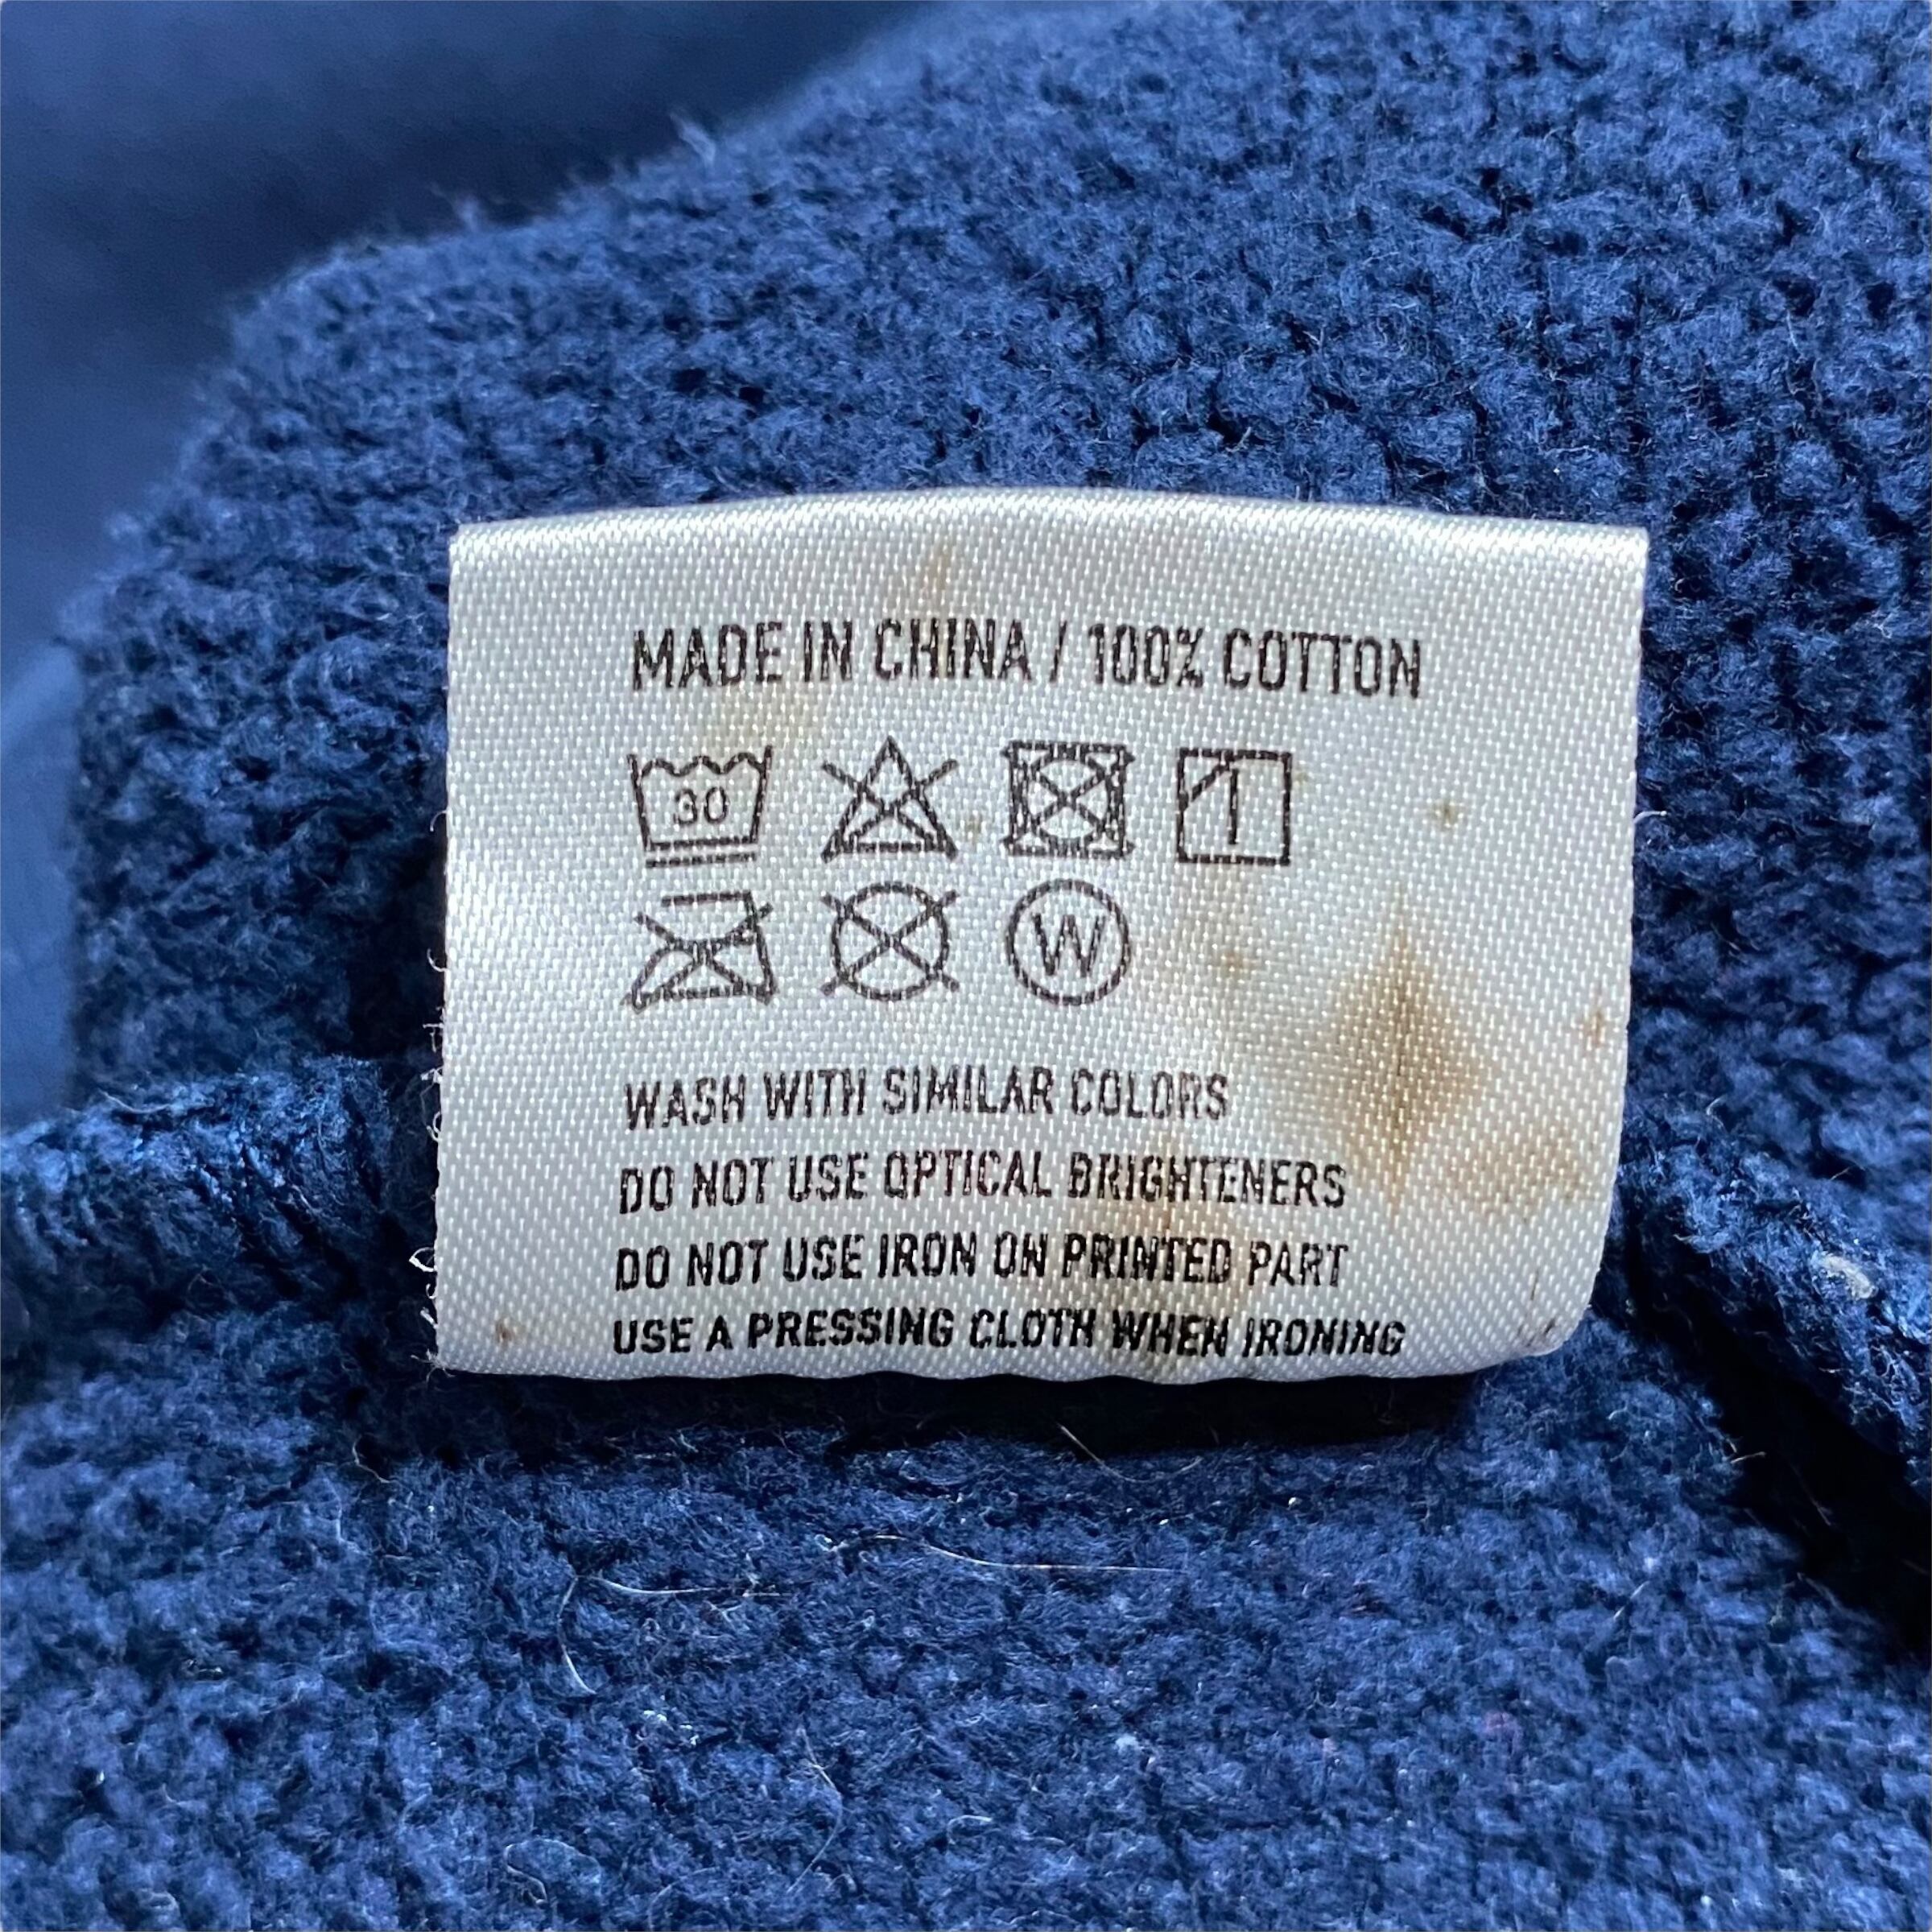 MADE IN CHINA / 100% COTTON
30
W
WASH WITH SIMILAR COLORS
DO NOT USE OPTICAL BRIGHTENERS
DO NOT USE IRON ON PRINTED PART
USE A PRESSING CLOTH WHEN IRONING